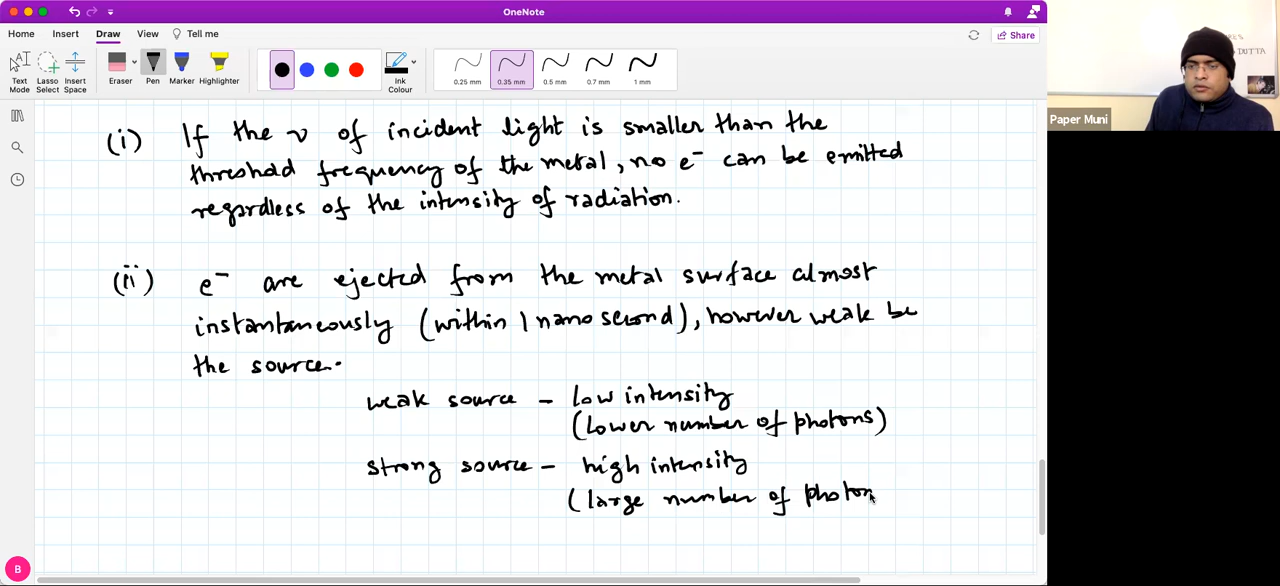 OneNote
Home Insert Draw View Tell me
Share
Text Mode
Lasso Select
Insert Space
Eraser
Pen
Marker
Highlighter
Ink Colour
0.25 mm
0.35 mm
0.5 mm
0.7 mm
1 mm
(i) If the ν of incident light is smaller than the
threshold frequency of the metal, no e⁻ can be emitted
regardless of the intensity of radiation.
(ii) e⁻ are ejected from the metal surface almost
instantaneously (within 1 nano second), however weak be
the source.
weak source – low intensity
(lower number of photons)
strong source – high intensity
(large number of photon
B
Paper Muni
DUTTA